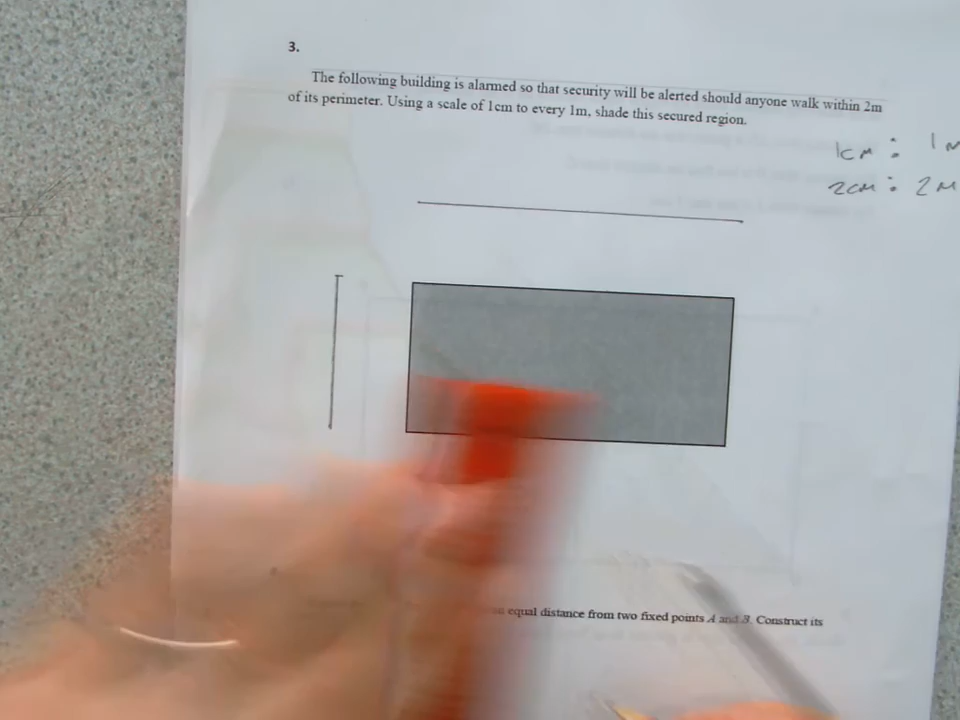 3.
The following building is alarmed so that security will be alerted should anyone walk within 2m
of its perimeter. Using a scale of 1cm to every 1m, shade this secured region.
1cm : 1m
2cm : 2m
equal distance from two fixed points A and B. Construct its